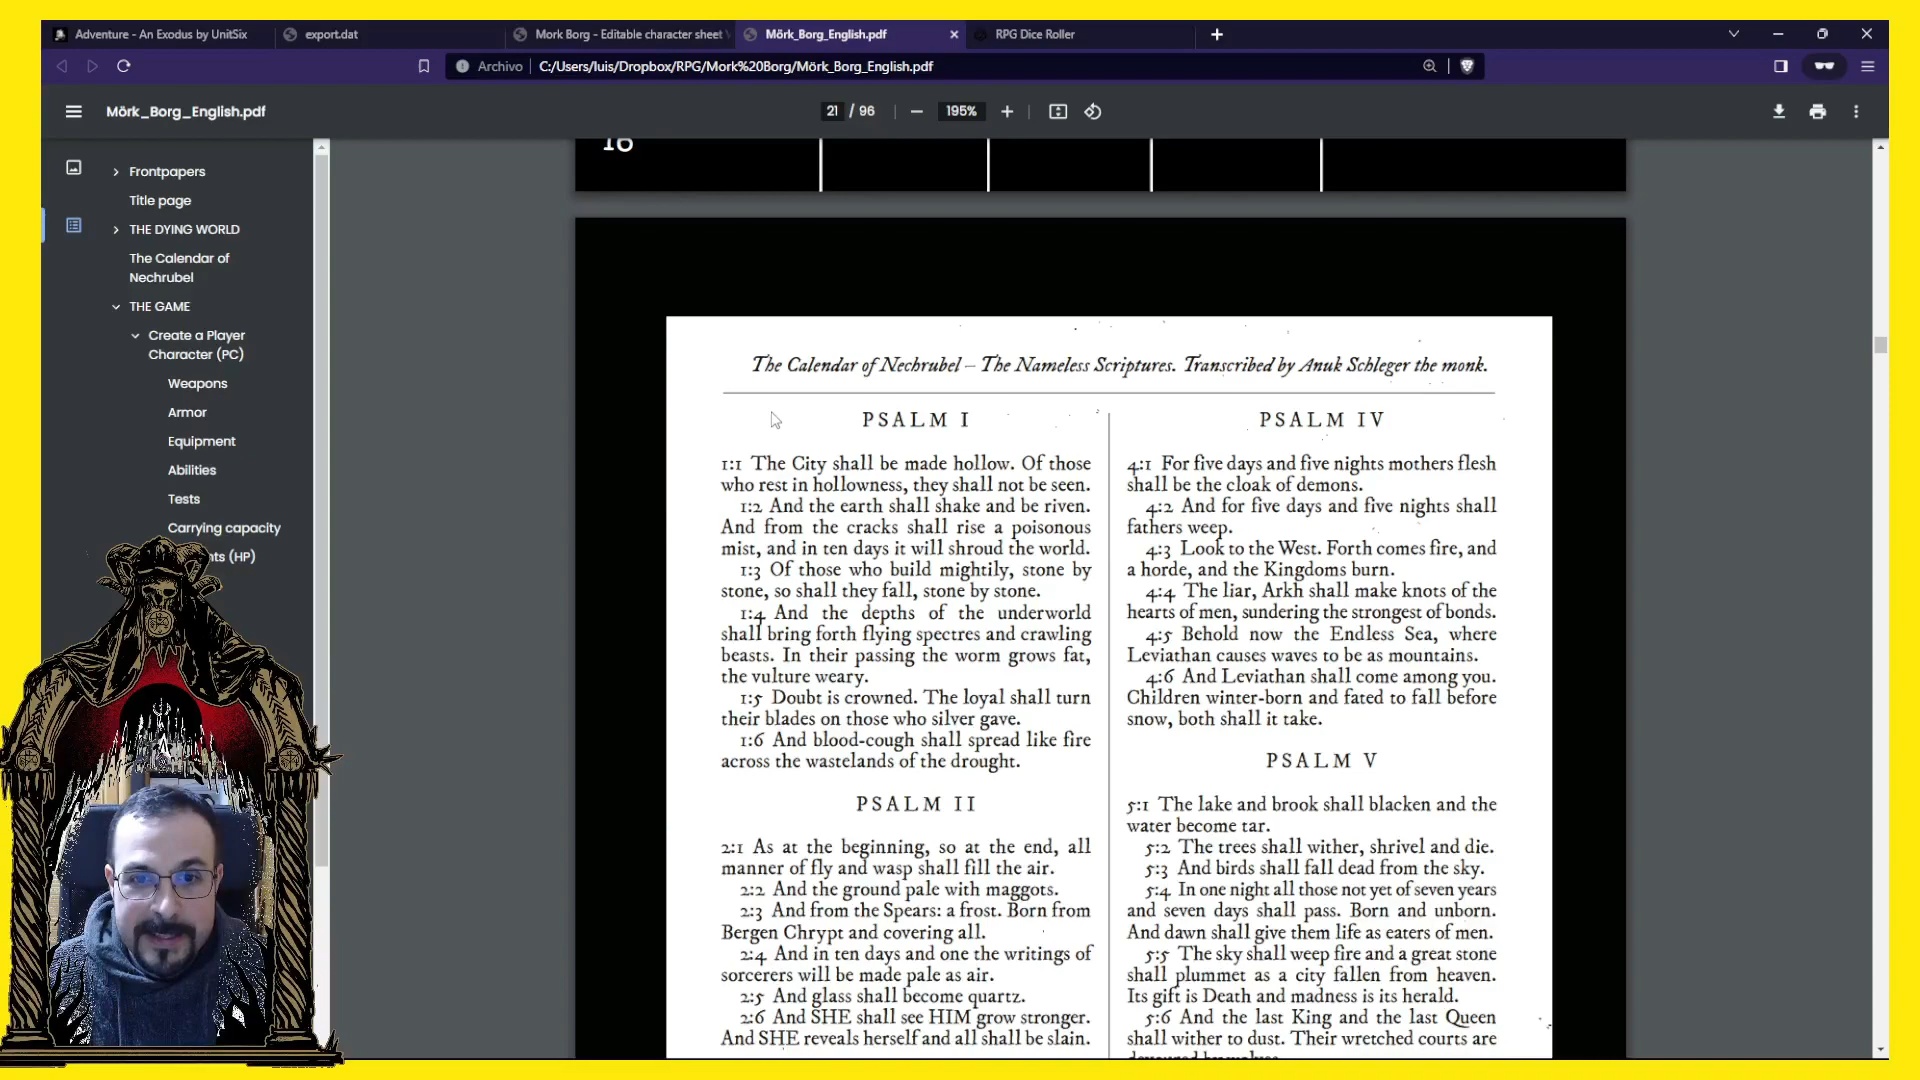 Adventure - An Exodus by UnitSix
export.dat
Mork Borg - Editable character sheet
Mörk_Borg_English.pdf
RPG Dice Roller
Archivo
C:/Users/luis/Dropbox/RPG/Mork%20Borg/Mörk_Borg_English.pdf
Mörk_Borg_English.pdf
21 / 96
195%
Frontpapers
Title page
THE DYING WORLD
The Calendar of
Nechrubel
THE GAME
Create a Player
Character (PC)
Weapons
Armor
Equipment
Abilities
Tests
Carrying capacity
(HP)
16
The Calendar of Nechrubel – The Nameless Scriptures. Transcribed by Anuk Schleger the monk.
PSALM I
1:1 The City shall be made hollow. Of those
who rest in hollowness, they shall not be seen.
1:2 And the earth shall shake and be riven.
And from the cracks shall rise a poisonous
mist, and in ten days it will shroud the world.
1:3 Of those who build mightily, stone by
stone, so shall they fall, stone by stone.
1:4 And the depths of the underworld
shall bring forth flying spectres and crawling
beasts. In their passing the worm grows fat,
the vulture weary.
1:5 Doubt is crowned. The loyal shall turn
their blades on those who silver gave.
1:6 And blood-cough shall spread like fire
across the wastelands of the drought.
PSALM II
2:1 As at the beginning, so at the end, all
manner of fly and wasp shall fill the air.
2:2 And the ground pale with maggots.
2:3 And from the Spears: a frost. Born from
Bergen Chrypt and covering all.
2:4 And in ten days and one the writings of
sorcerers will be made pale as air.
2:5 And glass shall become quartz.
2:6 And SHE shall see HIM grow stronger.
And SHE reveals herself and all shall be slain.
PSALM IV
4:1 For five days and five nights mothers flesh
shall be the cloak of demons.
4:2 And for five days and five nights shall
fathers weep.
4:3 Look to the West. Forth comes fire, and
a horde, and the Kingdoms burn.
4:4 The liar, Arkh shall make knots of the
hearts of men, sundering the strongest of bonds.
4:5 Behold now the Endless Sea, where
Leviathan causes waves to be as mountains.
4:6 And Leviathan shall come among you.
Children winter-born and fated to fall before
snow, both shall it take.
PSALM V
5:1 The lake and brook shall blacken and the
water become tar.
5:2 The trees shall wither, shrivel and die.
5:3 And birds shall fall dead from the sky.
5:4 In one night all those not yet of seven years
and seven days shall pass. Born and unborn.
And dawn shall give them life as eaters of men.
5:5 The sky shall weep fire and a great stone
shall plummet as a city fallen from heaven.
Its gift is Death and madness is its herald.
5:6 And the last King and the last Queen
shall wither to dust. Their wretched courts are